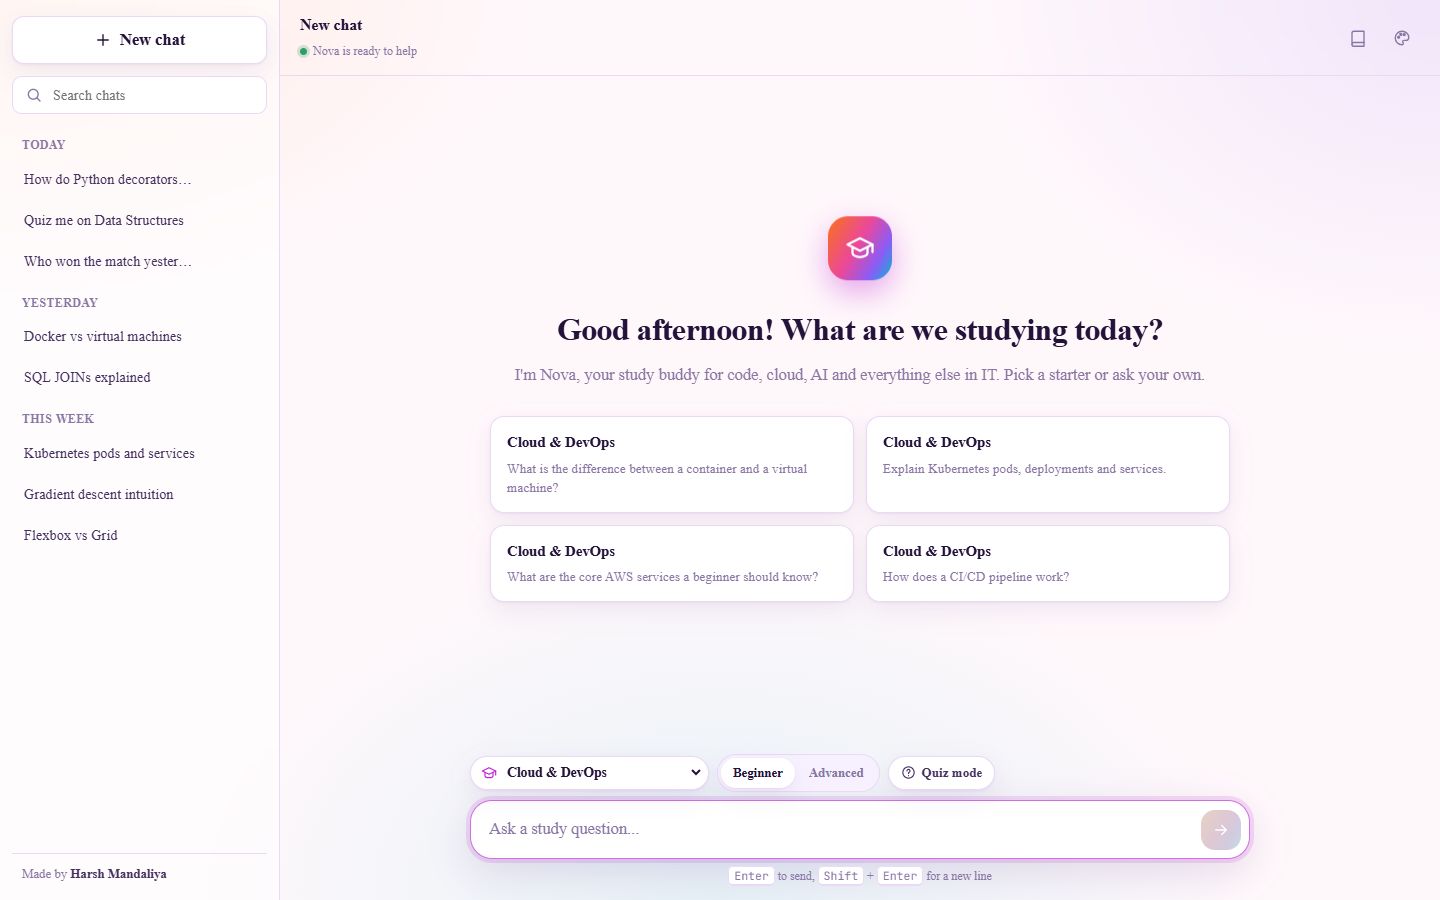 New chat
Search chats
TODAY
How do Python decorators…
Quiz me on Data Structures
Who won the match yester…
YESTERDAY
Docker vs virtual machines
SQL JOINs explained
THIS WEEK
Kubernetes pods and services
Gradient descent intuition
Flexbox vs Grid
Made by Harsh Mandaliya
New chat
Nova is ready to help
Good afternoon! What are we studying today?
I'm Nova, your study buddy for code, cloud, AI and everything else in IT. Pick a starter or ask your own.
Cloud & DevOps
What is the difference between a container and a virtual
machine?
Cloud & DevOps
Explain Kubernetes pods, deployments and services.
Cloud & DevOps
What are the core AWS services a beginner should know?
Cloud & DevOps
How does a CI/CD pipeline work?
Cloud & DevOps
Beginner
Advanced
Quiz mode
Ask a study question...
Enter to send, Shift + Enter for a new line